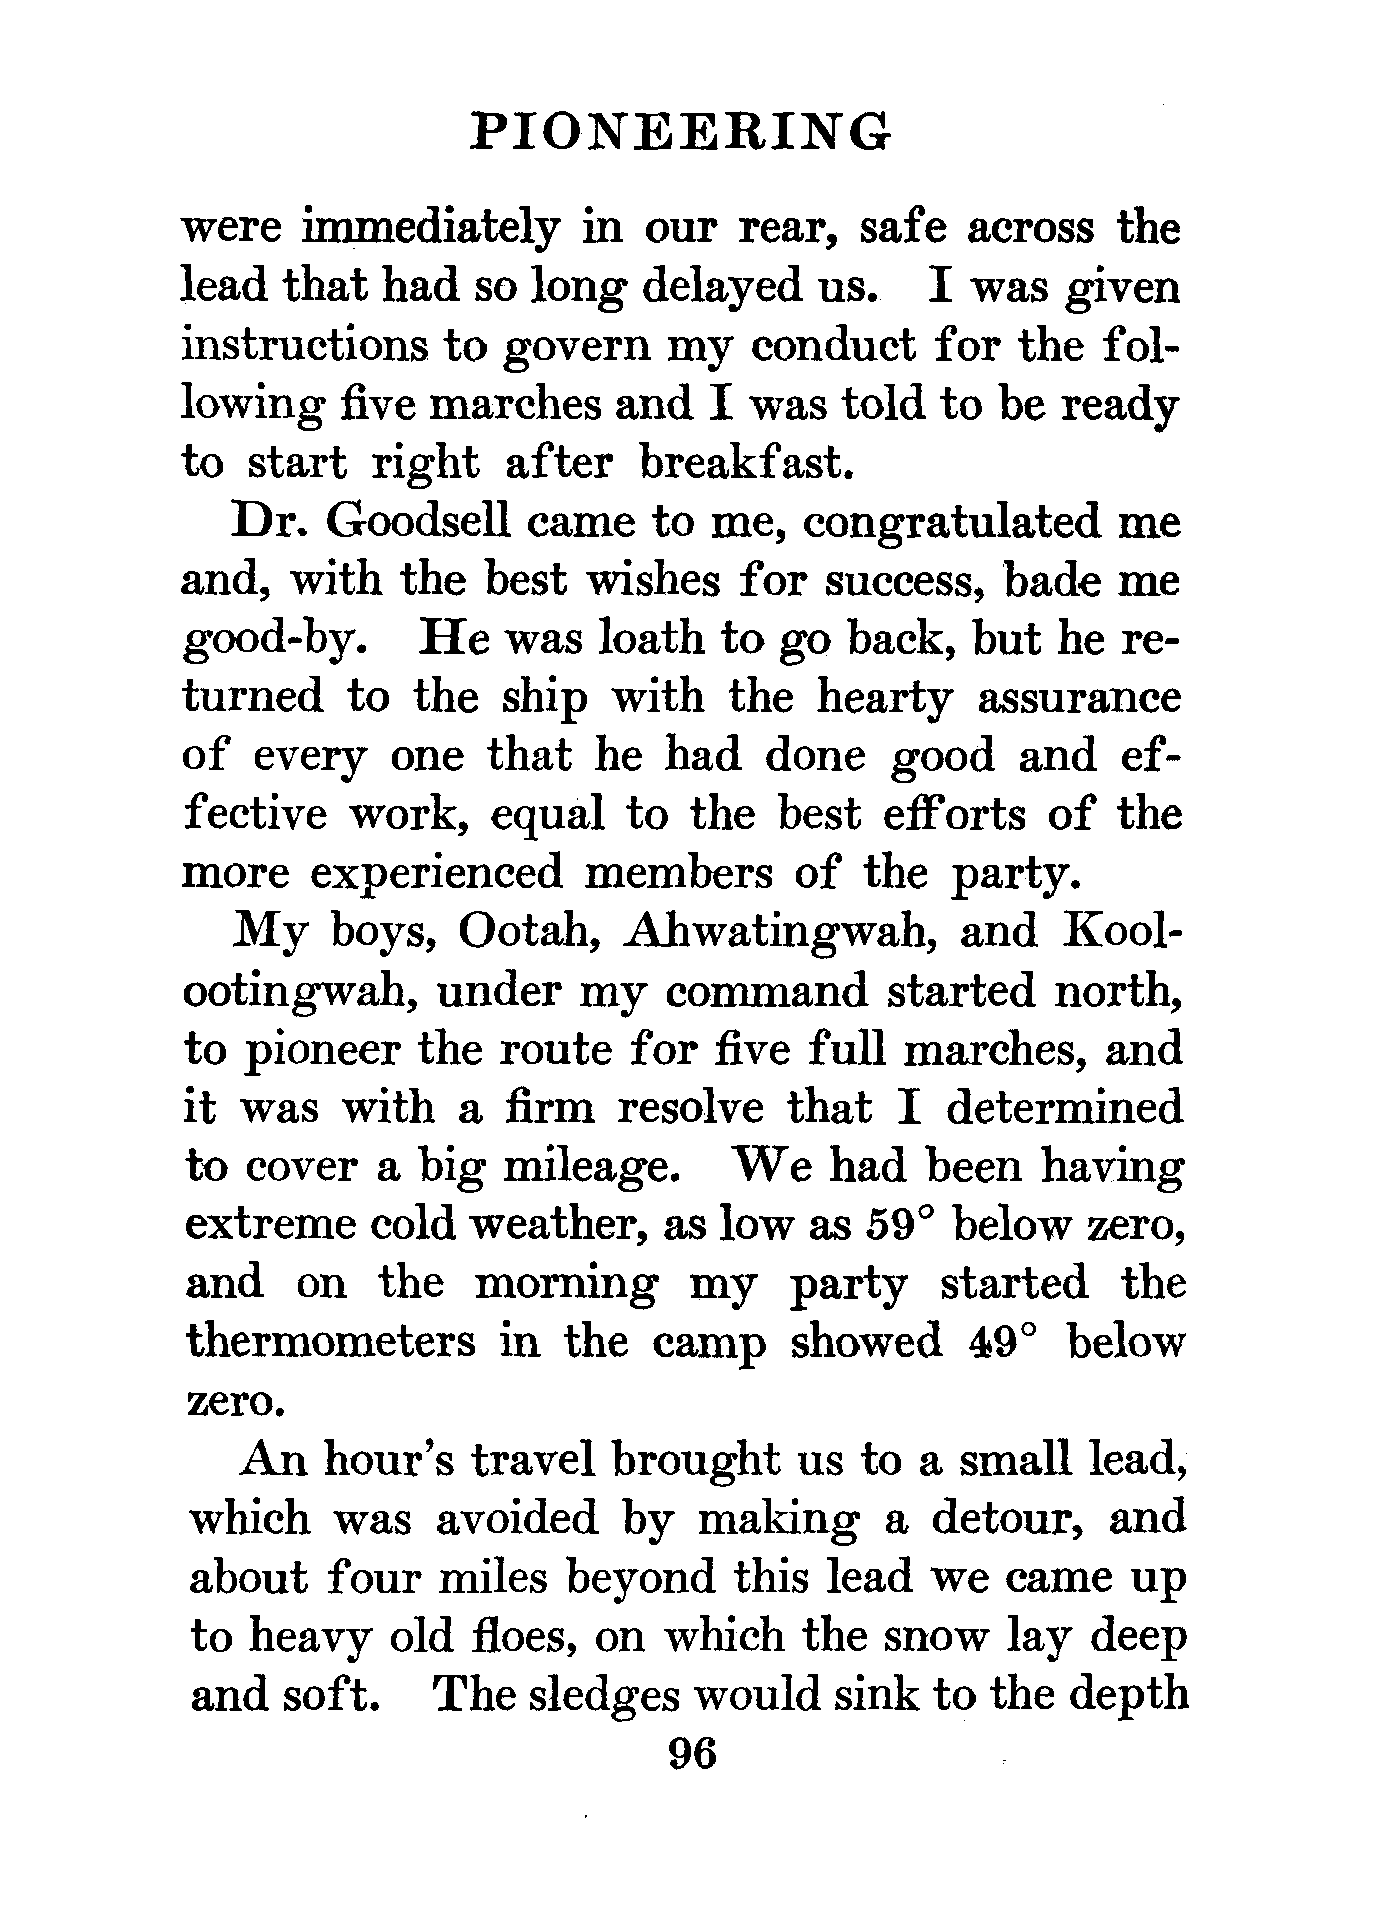 PIONEERING
were immediately in our rear, safe across the
lead that had so long delayed us. I was given
instructions to govern my conduct for the fol-
lowing five marches and I was told to be ready
to start right after breakfast.
Dr. Goodsell came to me, congratulated me
and, with the best wishes for success, bade me
good-by. He was loath to go back, but he re-
turned to the ship with the hearty assurance
of every one that he had done good and ef-
fective work, equal to the best efforts of the
more experienced members of the party.
My boys, Ootah, Ahwatingwah, and Kool-
ootingwah, under my command started north,
to pioneer the route for five full marches, and
it was with a firm resolve that I determined
to cover a big mileage. We had been having
extreme cold weather, as low as 59° below zero,
and on the morning my party started the
thermometers in the camp showed 49° below
zero.
An hour's travel brought us to a small lead,
which was avoided by making a detour, and
about four miles beyond this lead we came up
to heavy old floes, on which the snow lay deep
and soft. The sledges would sink to the depth
96